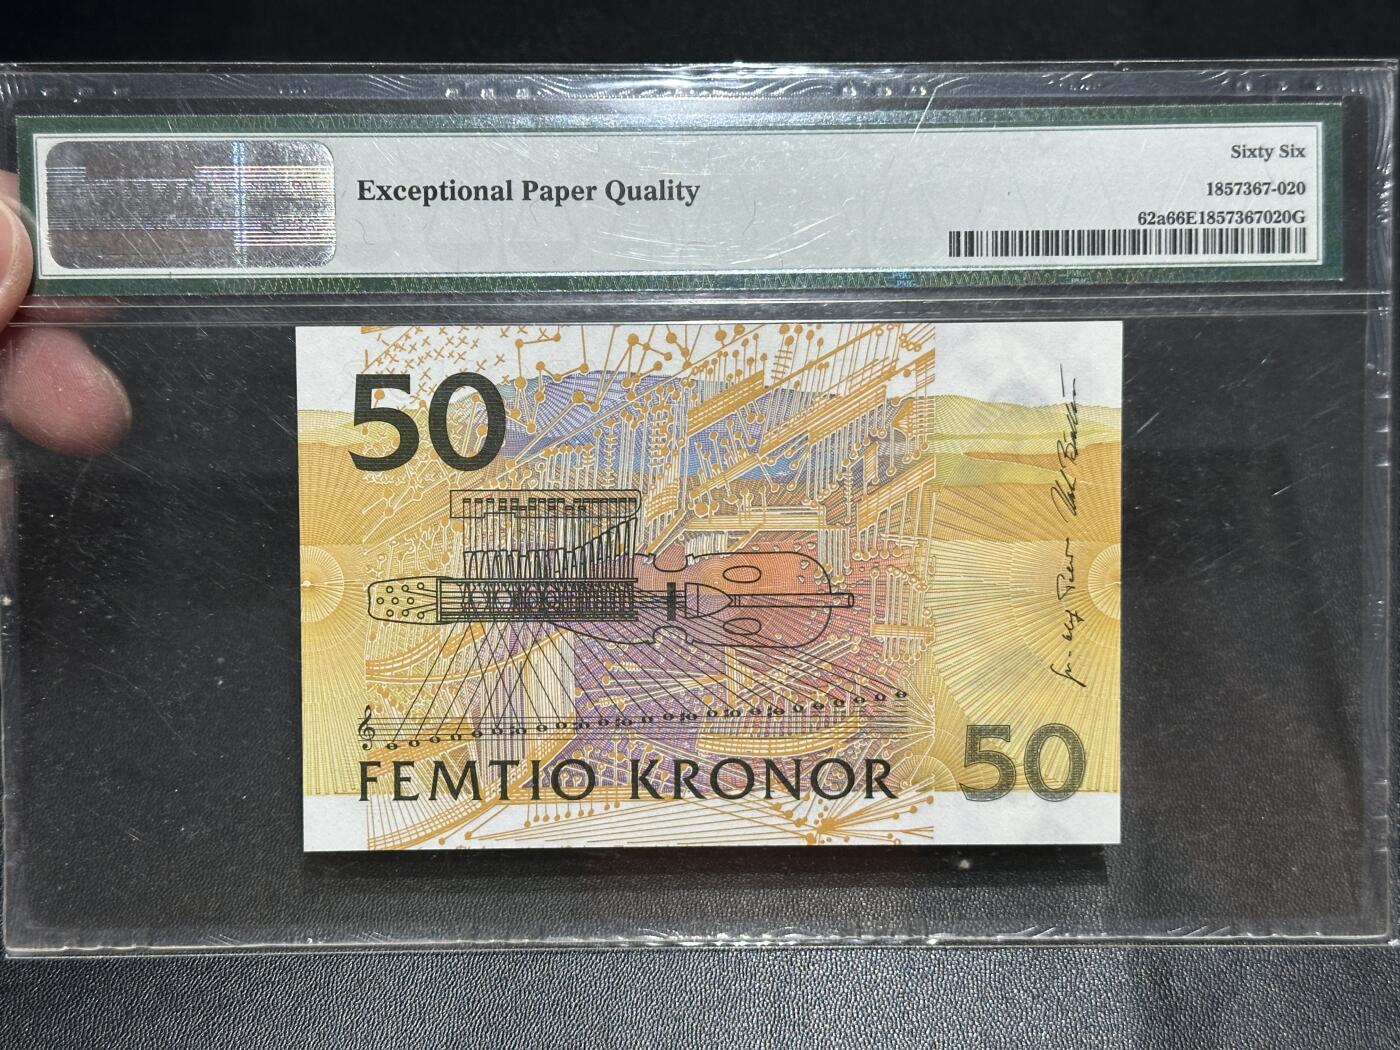 Exceptional Paper Quality
Sixty Six
1857367-020
62a66E1857367020G
50
FEMTIO KRONOR
50